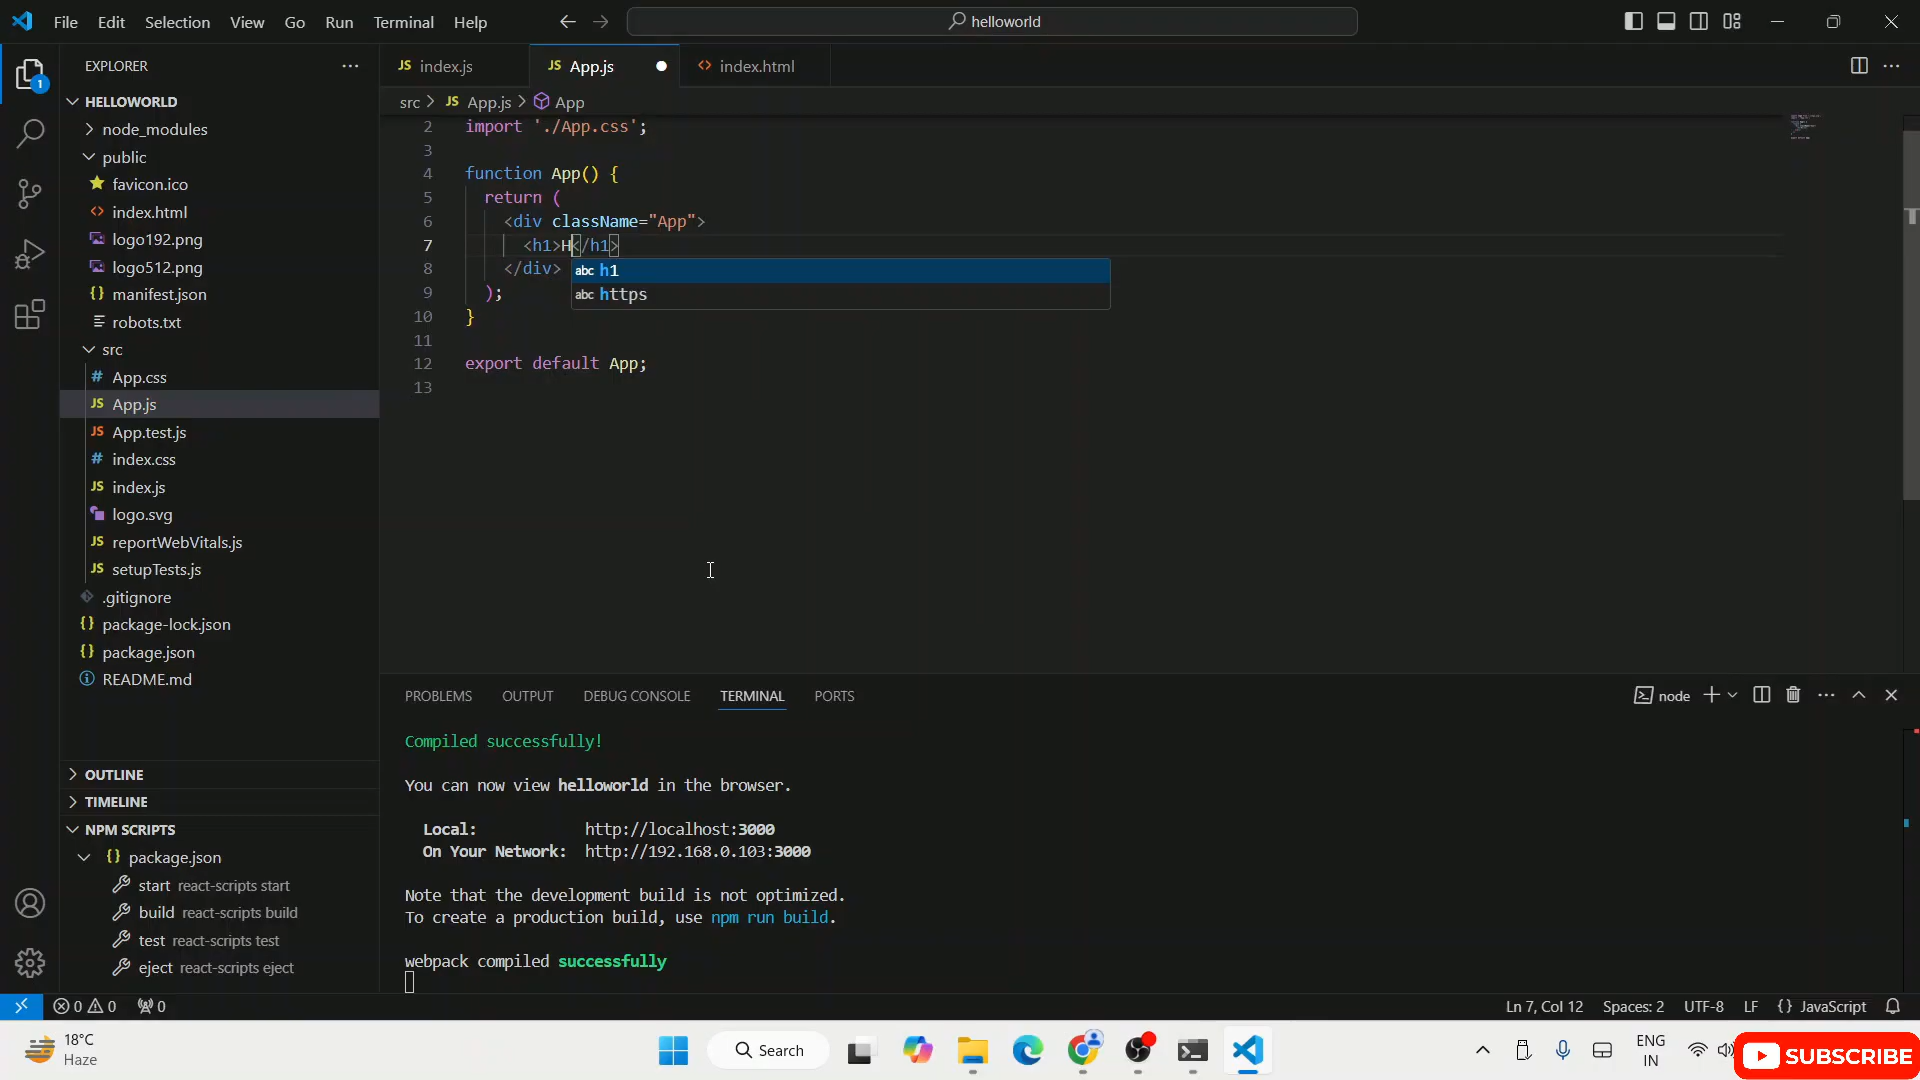 File Edit Selection View Go Run Terminal Help
helloworld
EXPLORER
1
HELLOWORLD
node_modules
public
favicon.ico
index.html
logo192.png
logo512.png
manifest.json
robots.txt
src
App.css
App.js
App.test.js
index.css
index.js
logo.svg
reportWebVitals.js
setupTests.js
.gitignore
package-lock.json
package.json
README.md
OUTLINE
TIMELINE
NPM SCRIPTS
package.json
start react-scripts start
build react-scripts build
test react-scripts test
eject react-scripts eject
JS index.js JS App.js <> index.html
src > JS App.js > App
2 import './App.css';
3
4 function App() {
5 return (
6 <div className="App">
7 <h1>H</h1>
8 </div>
9 );
10 }
11
12 export default App;
13
abc h1
abc https
PROBLEMS OUTPUT DEBUG CONSOLE TERMINAL PORTS
node
Compiled successfully!
You can now view helloworld in the browser.
Local: http://localhost:3000
On Your Network: http://192.168.0.103:3000
Note that the development build is not optimized.
To create a production build, use npm run build.
webpack compiled successfully
0 0 0
Ln 7, Col 12 Spaces: 2 UTF-8 LF {} JavaScript
18°C
Haze
Search
ENG
IN
SUBSCRIBE